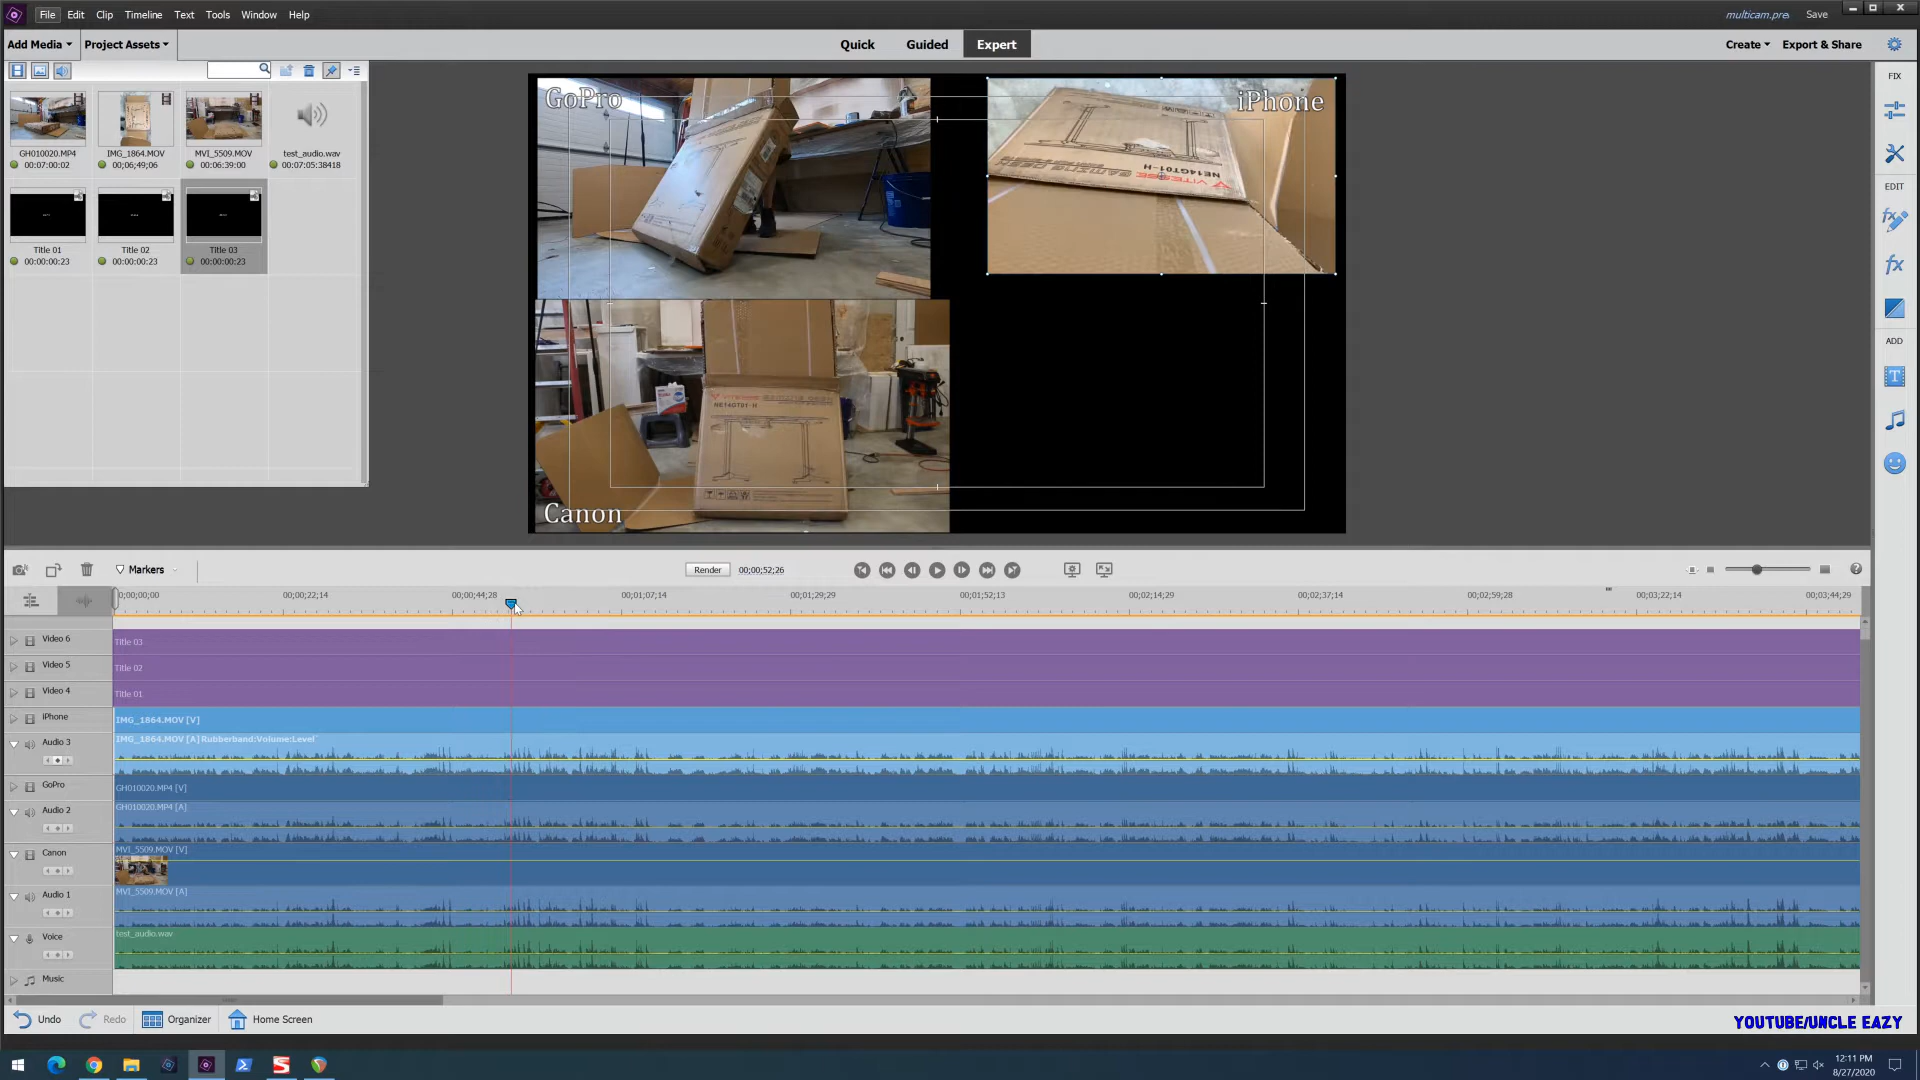 File Edit Clip Timeline Text Tools Window Help
multicam.pre Save
Add Media Project Assets
Quick Guided Expert
Create Export & Share
FIX
GH010020.MP4 IMG_1864.MOV MVI_5509.MOV test_audio.wav
00:07:00:02 00;06;49;06 00:06:39:00 00:07:05:38418
Title 01 Title 02 Title 03
00:00:00:23 00:00:00:23 00:00:00:23
GoPro
iPhone
VITESSE GAMING DESK
NE14GT01-H
VITESSE
NE14GT01-H
Canon
EDIT
fx
ADD
T
Markers
Render 00;00;52;26
00;00;00;00 00;00;22;14 00;00;44;28 00;01;07;14 00;01;29;29 00;01;52;13 00;02;14;29 00;02;37;14 00;02;59;28 00;03;22;14 00;03;44;29
Video 6 Title 03
Video 5 Title 02
Video 4 Title 01
iPhone IMG_1864.MOV [V]
Audio 3 IMG_1864.MOV [A] Rubberband:Volume:Level
GoPro GH010020.MP4 [V]
Audio 2 GH010020.MP4 [A]
Canon MVI_5509.MOV [V]
Audio 1 MVI_5509.MOV [A]
Voice test_audio.wav
Music
Undo Redo Organizer Home Screen
YOUTUBE/UNCLE EAZY
12:11 PM
8/27/2020